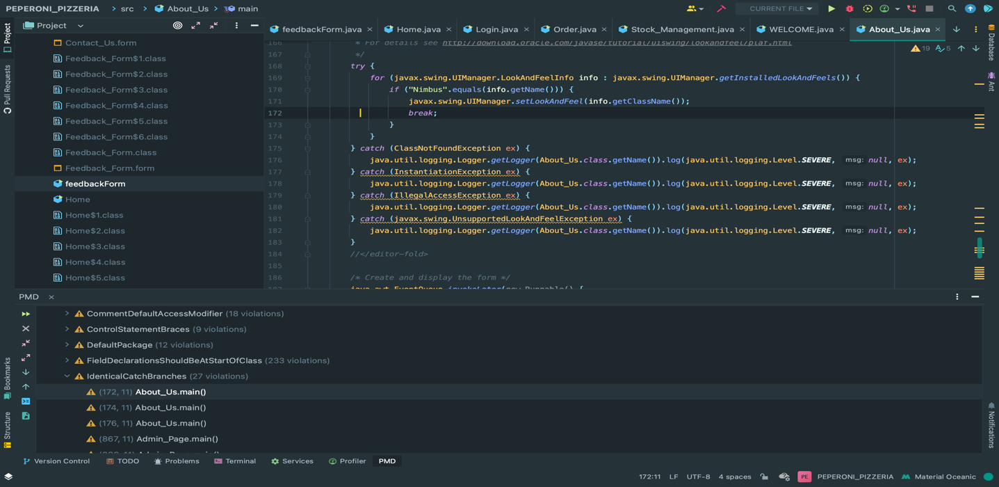 PEPERONI_PIZZERIA > src > About_Us > main
CURRENT FILE
Project
Pull Requests
Bookmarks
Structure
Project
Contact_Us.form
Feedback_Form$1.class
Feedback_Form$2.class
Feedback_Form$3.class
Feedback_Form$4.class
Feedback_Form$5.class
Feedback_Form$6.class
Feedback_Form.class
Feedback_Form.form
feedbackForm
Home
Home$1.class
Home$2.class
Home$3.class
Home$4.class
Home$5.class
feedbackForm.java × Home.java × Login.java × Order.java × Stock_Management.java × WELCOME.java × About_Us.java ×
19 5
166 * For details see http://download.oracle.com/javase/tutorial/uiswing/lookandfeel/plaf.html
167 */
168 try {
169 for (javax.swing.UIManager.LookAndFeelInfo info : javax.swing.UIManager.getInstalledLookAndFeels()) {
170 if ("Nimbus".equals(info.getName())) {
171 javax.swing.UIManager.setLookAndFeel(info.getClassName());
172 break;
173 }
174 }
175 } catch (ClassNotFoundException ex) {
176 java.util.logging.Logger.getLogger(About_Us.class.getName()).log(java.util.logging.Level.SEVERE, msg: null, ex);
177 } catch (InstantiationException ex) {
178 java.util.logging.Logger.getLogger(About_Us.class.getName()).log(java.util.logging.Level.SEVERE, msg: null, ex);
179 } catch (IllegalAccessException ex) {
180 java.util.logging.Logger.getLogger(About_Us.class.getName()).log(java.util.logging.Level.SEVERE, msg: null, ex);
181 } catch (javax.swing.UnsupportedLookAndFeelException ex) {
182 java.util.logging.Logger.getLogger(About_Us.class.getName()).log(java.util.logging.Level.SEVERE, msg: null, ex);
183 }
184 //</editor-fold>
185
186 /* Create and display the form */
187 java.awt.EventQueue.invokeLater(new Runnable() {
Database
Ant
Notifications
PMD ×
CommentDefaultAccessModifier (18 violations)
ControlStatementBraces (9 violations)
DefaultPackage (12 violations)
FieldDeclarationsShouldBeAtStartOfClass (233 violations)
IdenticalCatchBranches (27 violations)
(172, 11) About_Us.main()
(174, 11) About_Us.main()
(176, 11) About_Us.main()
(867, 11) Admin_Page.main()
Version Control TODO Problems Terminal Services Profiler PMD
172:11 LF UTF-8 4 spaces PE PEPERONI_PIZZERIA Material Oceanic